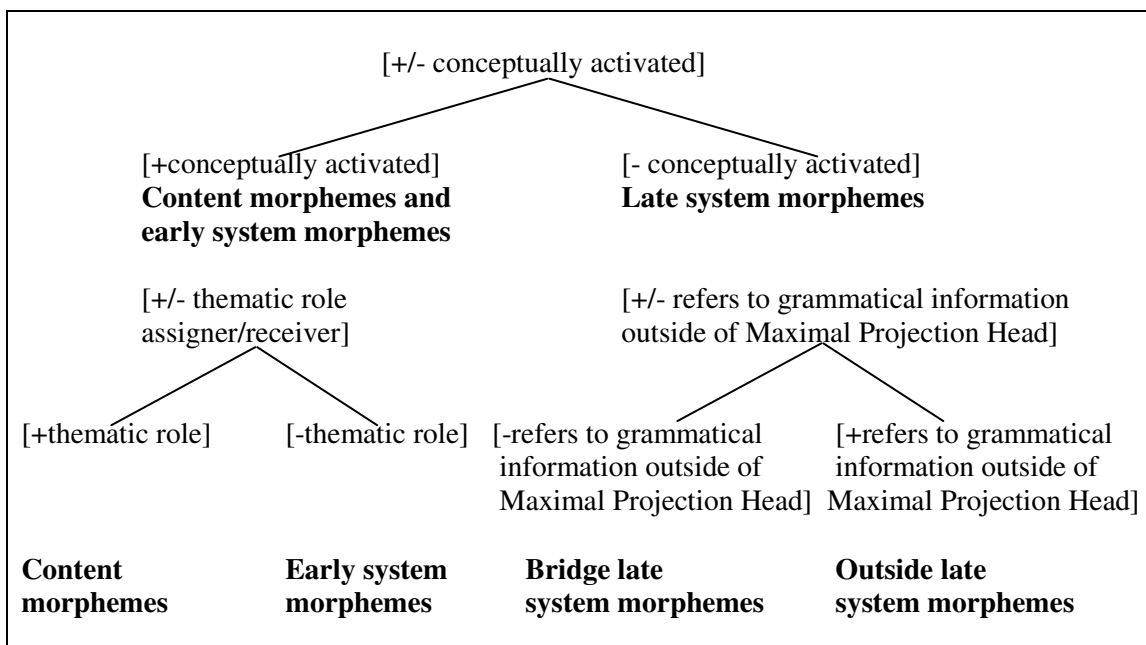 [+/- conceptually activated]
[+conceptually activated]
Content morphemes and
early system morphemes
[- conceptually activated]
Late system morphemes
[+/- thematic role
assigner/receiver]
[+/- refers to grammatical information
outside of Maximal Projection Head]
[+thematic role]
[-thematic role]
[-refers to grammatical
information outside of
Maximal Projection Head]
[+refers to grammatical
information outside of
Maximal Projection Head]
Content
morphemes
Early system
morphemes
Bridge late
system morphemes
Outside late
system morphemes